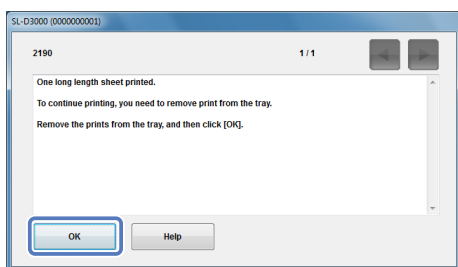 SL-D3000 (0000000001)
2190 1 / 1
One long length sheet printed.
To continue printing, you need to remove print from the tray.
Remove the prints from the tray, and then click [OK].
OK Help